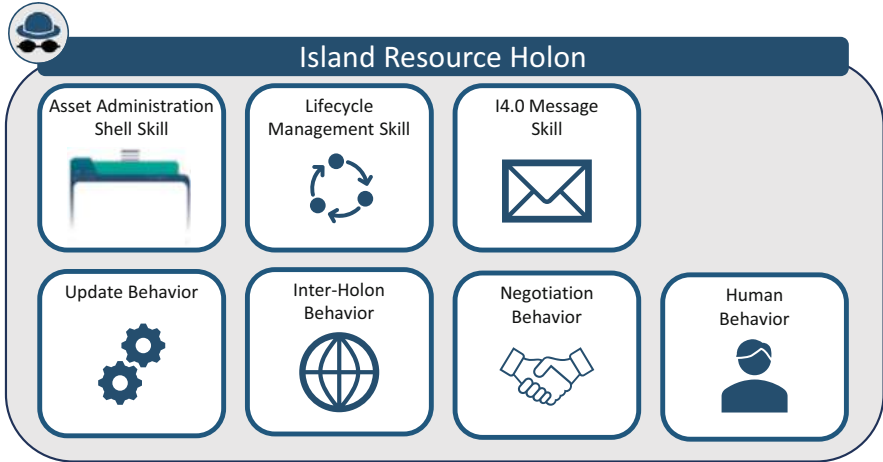 Island Resource Holon
Asset Administration
Shell Skill
Lifecycle
Management Skill
I4.0 Message
Skill
Update Behavior
Inter-Holon
Behavior
Negotiation
Behavior
Human
Behavior